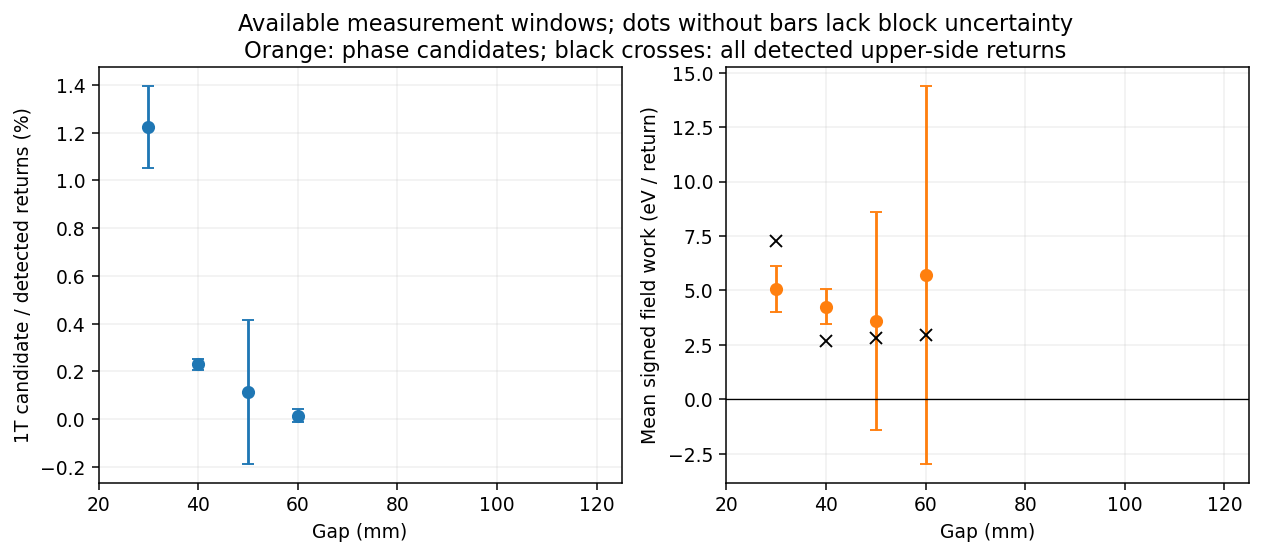 Available measurement windows; dots without bars lack block uncertainty
Orange: phase candidates; black crosses: all detected upper-side returns
1T candidate / detected returns (%)
1.4
1.2
1.0
0.8
0.6
0.4
0.2
0.0
−0.2
20 40 60 80 100 120
Gap (mm)
Mean signed field work (eV / return)
15.0
12.5
10.0
7.5
5.0
2.5
0.0
−2.5
20 40 60 80 100 120
Gap (mm)